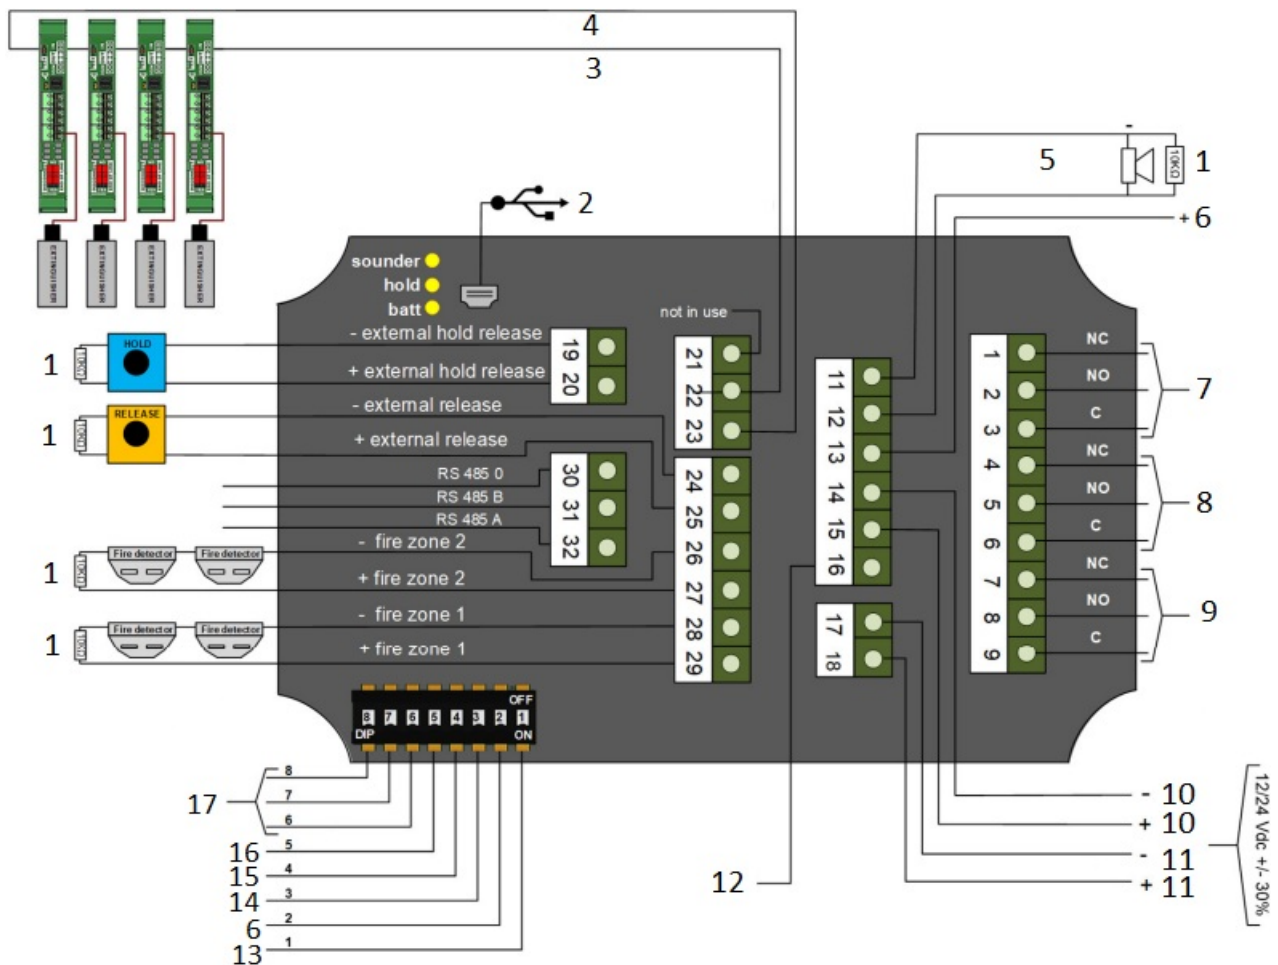 4
3
5
-
10KΩ
1
2
+ 6
EXTINGUISHER
EXTINGUISHER
EXTINGUISHER
EXTINGUISHER
sounder
hold
batt
not in use
- external hold release
+ external hold release
- external release
+ external release
RS 485 0
RS 485 B
RS 485 A
- fire zone 2
+ fire zone 2
- fire zone 1
+ fire zone 1
1
10KΩ
HOLD
1
10KΩ
RELEASE
1
10KΩ
Fire detector
Fire detector
1
10KΩ
Fire detector
Fire detector
19
20
30
31
32
21
22
23
24
25
26
27
28
29
11
12
13
14
15
16
17
18
1
2
3
4
5
6
7
8
9
NC
NO
C
NC
NO
C
NC
NO
C
7
8
9
OFF
8 7 6 5 4 3 2 1
DIP
ON
17
8
7
6
16 5
15 4
14 3
6 2
13 1
12
- 10
+ 10
- 11
+ 11
12/24 Vdc +/- 30%